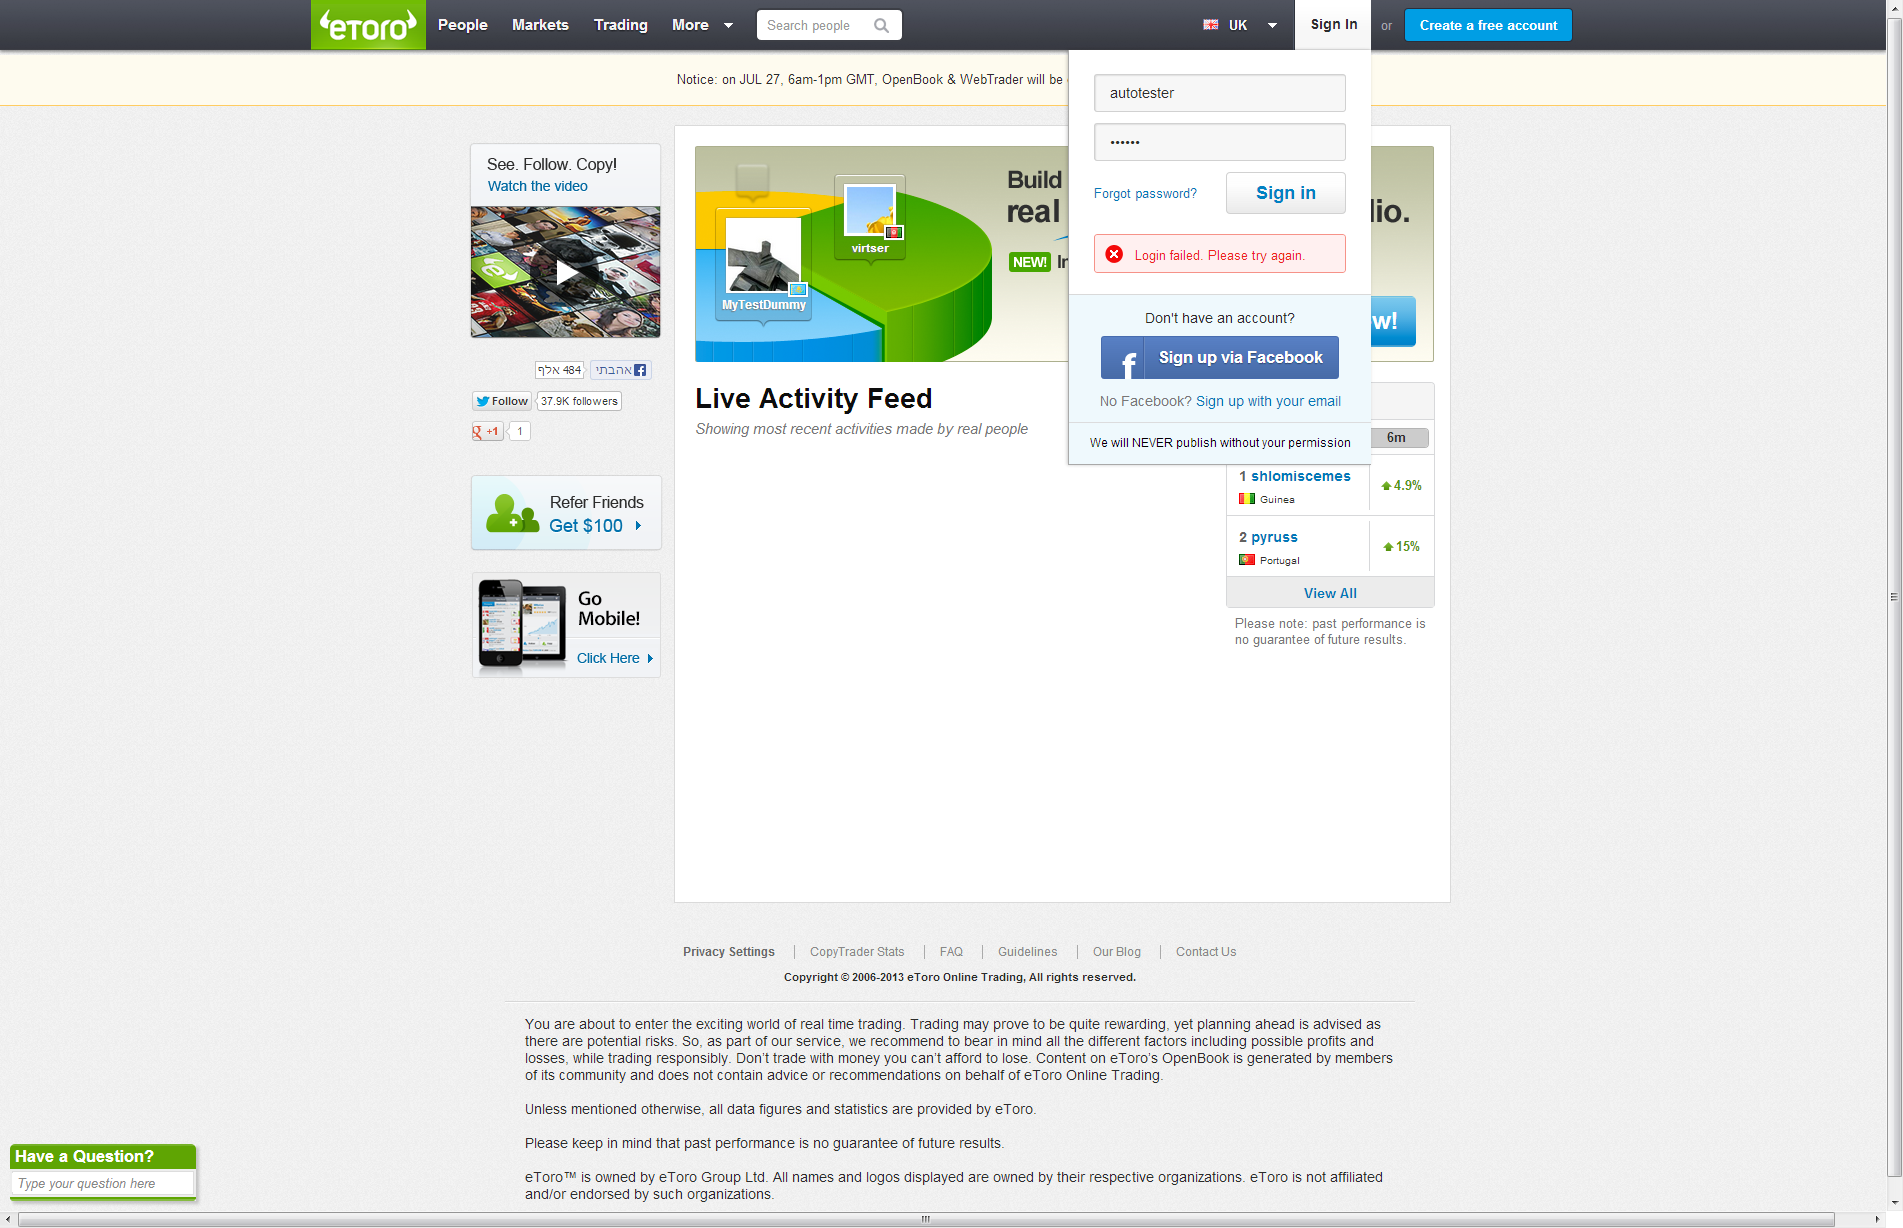 eToro
People
Markets
Trading
More
Search people
UK
Sign In
or
Create a free account
Notice: on JUL 27, 6am-1pm GMT, OpenBook & WebTrader will be
autotester
••••••
Forgot password?
Sign in
Login failed. Please try again.
Don't have an account?
f Sign up via Facebook
No Facebook? Sign up with your email
We will NEVER publish without your permission
See. Follow. Copy!
Watch the video
484 אלף
אהבתי
Follow
37.9K followers
+1
1
Refer Friends
Get $100
Go
Mobile!
Click Here
virtser
MyTestDummy
Build
real
lio.
NEW! In
w!
Live Activity Feed
Showing most recent activities made by real people
6m
1 shlomiscemes
Guinea
4.9%
2 pyruss
Portugal
15%
View All
Please note: past performance is
no guarantee of future results.
Privacy Settings
CopyTrader Stats
FAQ
Guidelines
Our Blog
Contact Us
Copyright © 2006-2013 eToro Online Trading, All rights reserved.
You are about to enter the exciting world of real time trading. Trading may prove to be quite rewarding, yet planning ahead is advised as
there are potential risks. So, as part of our service, we recommend to bear in mind all the different factors including possible profits and
losses, while trading responsibly. Don’t trade with money you can’t afford to lose. Content on eToro’s OpenBook is generated by members
of its community and does not contain advice or recommendations on behalf of eToro Online Trading.
Unless mentioned otherwise, all data figures and statistics are provided by eToro.
Please keep in mind that past performance is no guarantee of future results.
eToro™ is owned by eToro Group Ltd. All names and logos displayed are owned by their respective organizations. eToro is not affiliated
and/or endorsed by such organizations.
Have a Question?
Type your question here